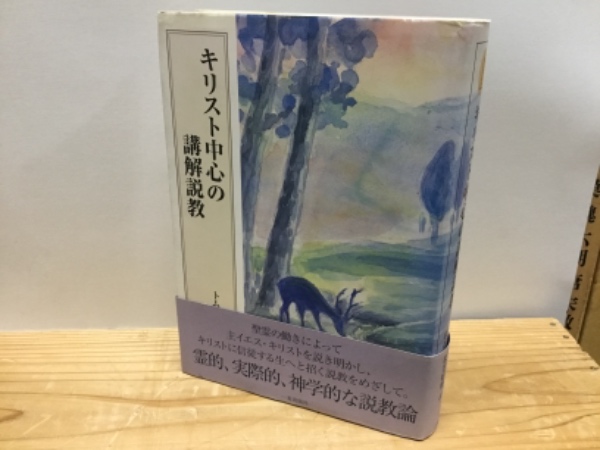 キリスト中心の
講解説教
聖霊の働きによって
主イエス・キリストを説き明かし、
キリストに信従する生へと招く説教をめざして。
霊的、実際的、神学的な説教論